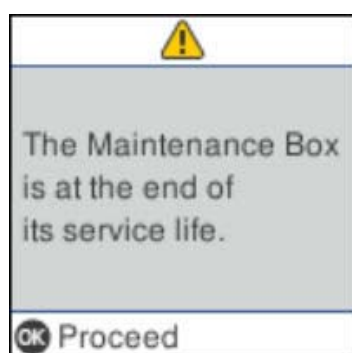 The Maintenance Box
is at the end of
its service life.
OK Proceed